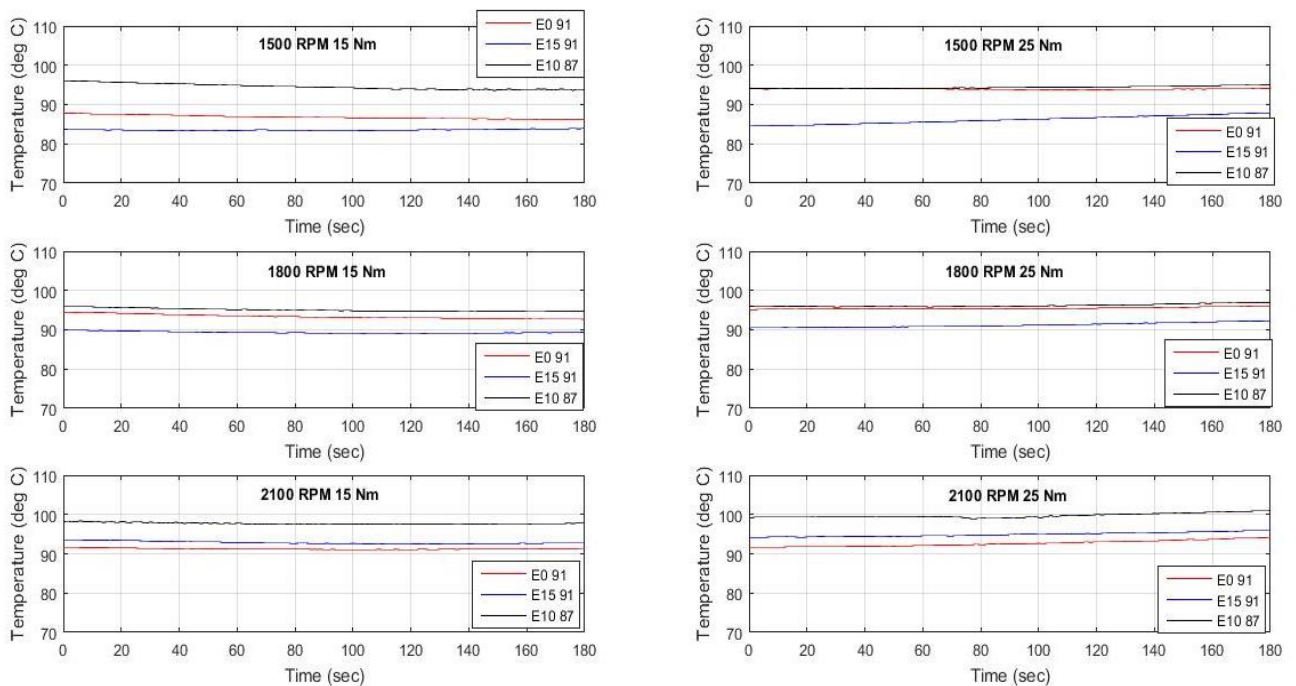 1500 RPM 15 Nm
E0 91
E15 91
E10 87
Temperature (deg C)
110
100
90
80
70
0 20 40 60 80 100 120 140 160 180
Time (sec)
1500 RPM 25 Nm
E0 91
E15 91
E10 87
Temperature (deg C)
110
100
90
80
70
0 20 40 60 80 100 120 140 160 180
Time (sec)
1800 RPM 15 Nm
E0 91
E15 91
E10 87
Temperature (deg C)
110
100
90
80
70
0 20 40 60 80 100 120 140 160 180
Time (sec)
1800 RPM 25 Nm
E0 91
E15 91
E10 87
Temperature (deg C)
110
100
90
80
70
0 20 40 60 80 100 120 140 160 180
Time (sec)
2100 RPM 15 Nm
E0 91
E15 91
E10 87
Temperature (deg C)
110
100
90
80
70
0 20 40 60 80 100 120 140 160 180
Time (sec)
2100 RPM 25 Nm
E0 91
E15 91
E10 87
Temperature (deg C)
110
100
90
80
70
0 20 40 60 80 100 120 140 160 180
Time (sec)